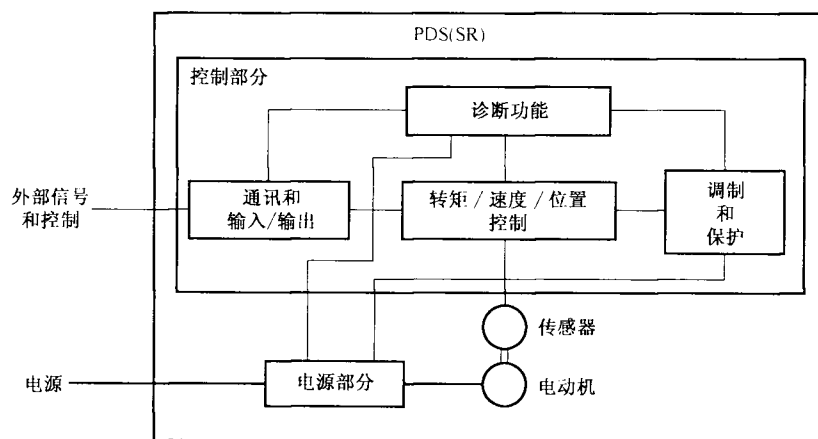 PDS(SR)
控制部分
诊断功能
外部信号
和控制
通讯和
输入/输出
转矩/速度/位置
控制
调制
和
保护
传感器
电源
电源部分
电动机